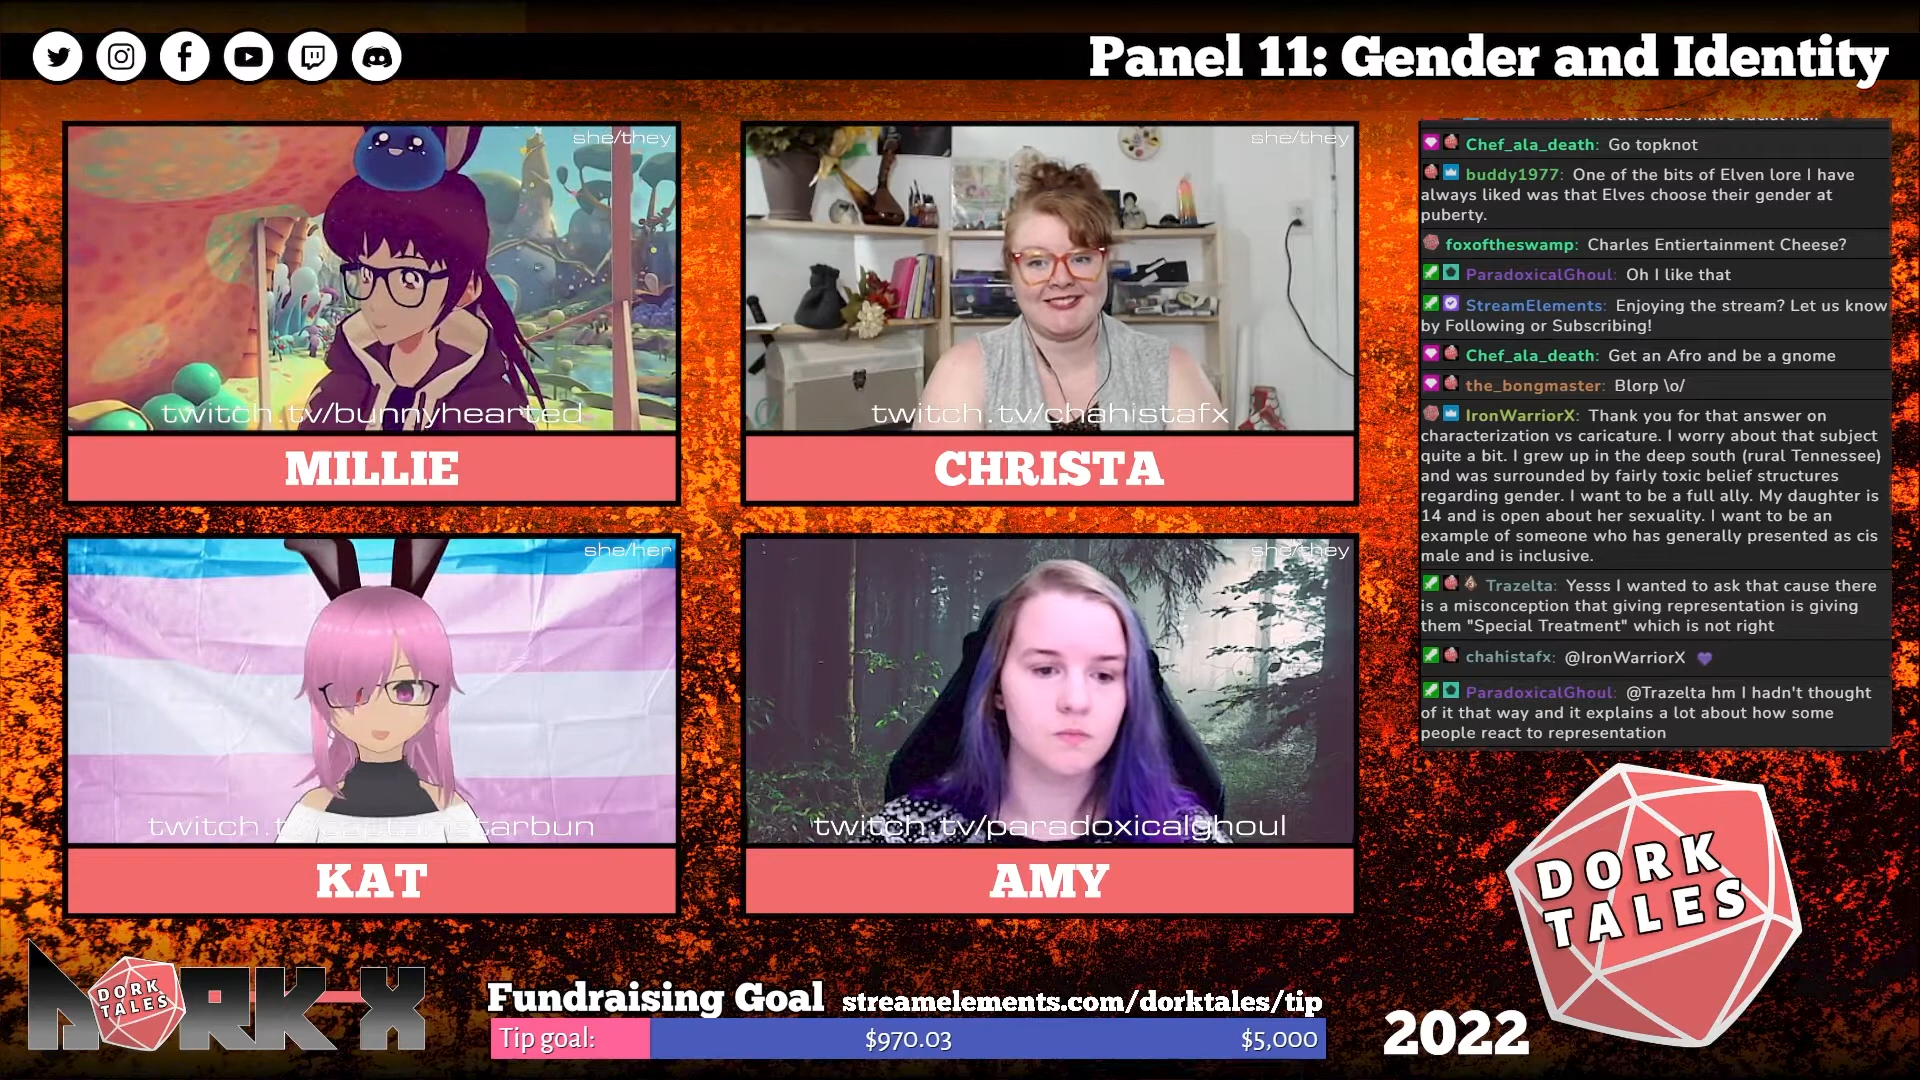 Panel 11: Gender and Identity
she/they
twitch.tv/bunnyhearted
MILLIE
she/they
twitch.tv/chahistafx
CHRISTA
she/her
twitch.tv/captainstarbun
KAT
she/they
twitch.tv/paradoxicalghoul
AMY
Not all dudes have facial hair
Chef_ala_death: Go topknot
buddy1977: One of the bits of Elven lore I have
always liked was that Elves choose their gender at
puberty.
foxoftheswamp: Charles Entiertainment Cheese?
ParadoxicalGhoul: Oh I like that
StreamElements: Enjoying the stream? Let us know
by Following or Subscribing!
Chef_ala_death: Get an Afro and be a gnome
the_bongmaster: Blorp \o/
IronWarriorX: Thank you for that answer on
characterization vs caricature. I worry about that subject
quite a bit. I grew up in the deep south (rural Tennessee)
and was surrounded by fairly toxic belief structures
regarding gender. I want to be a full ally. My daughter is
14 and is open about her sexuality. I want to be an
example of someone who has generally presented as cis
male and is inclusive.
Trazelta: Yesss I wanted to ask that cause there
is a misconception that giving representation is giving
them "Special Treatment" which is not right
chahistafx: @IronWarriorX 💜
ParadoxicalGhoul: @Trazelta hm I hadn't thought
of it that way and it explains a lot about how some
people react to representation
DORK
TALES
DORK-X
DORK
TALES
Fundraising Goal streamelements.com/dorktales/tip
Tip goal: $970.03 $5,000
2022